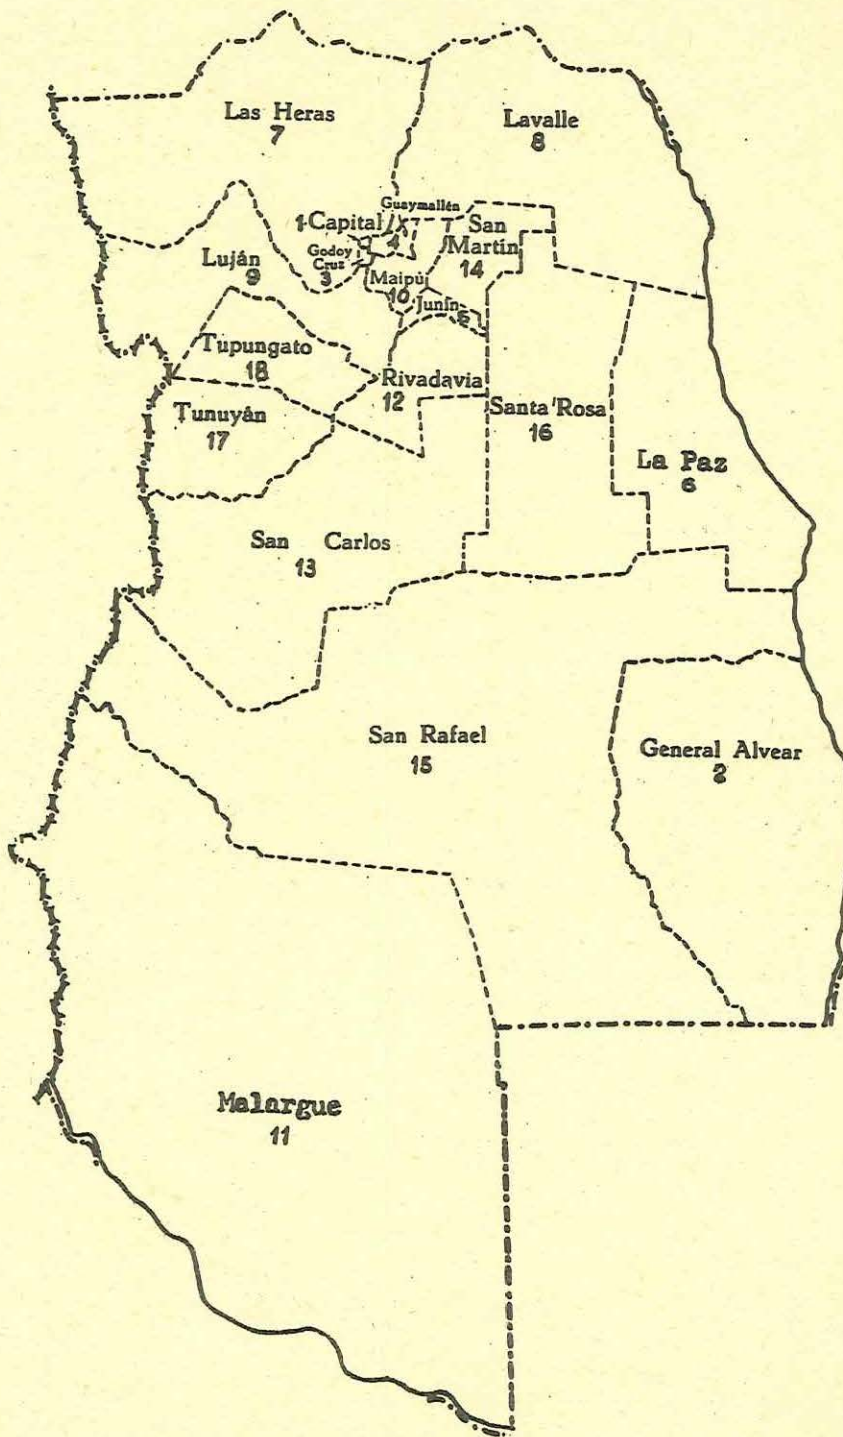 Las Heras
7
Lavalle
8
Guaymallén
4
1 Capital
San
Martín
14
Godoy
Cruz
3
Luján
9
Maipú
10
Junín
5
Tupungato
18
Rivadavia
12
Tunuyán
17
Santa Rosa
16
La Paz
6
San Carlos
13
San Rafael
15
General Alvear
2
Malargue
11